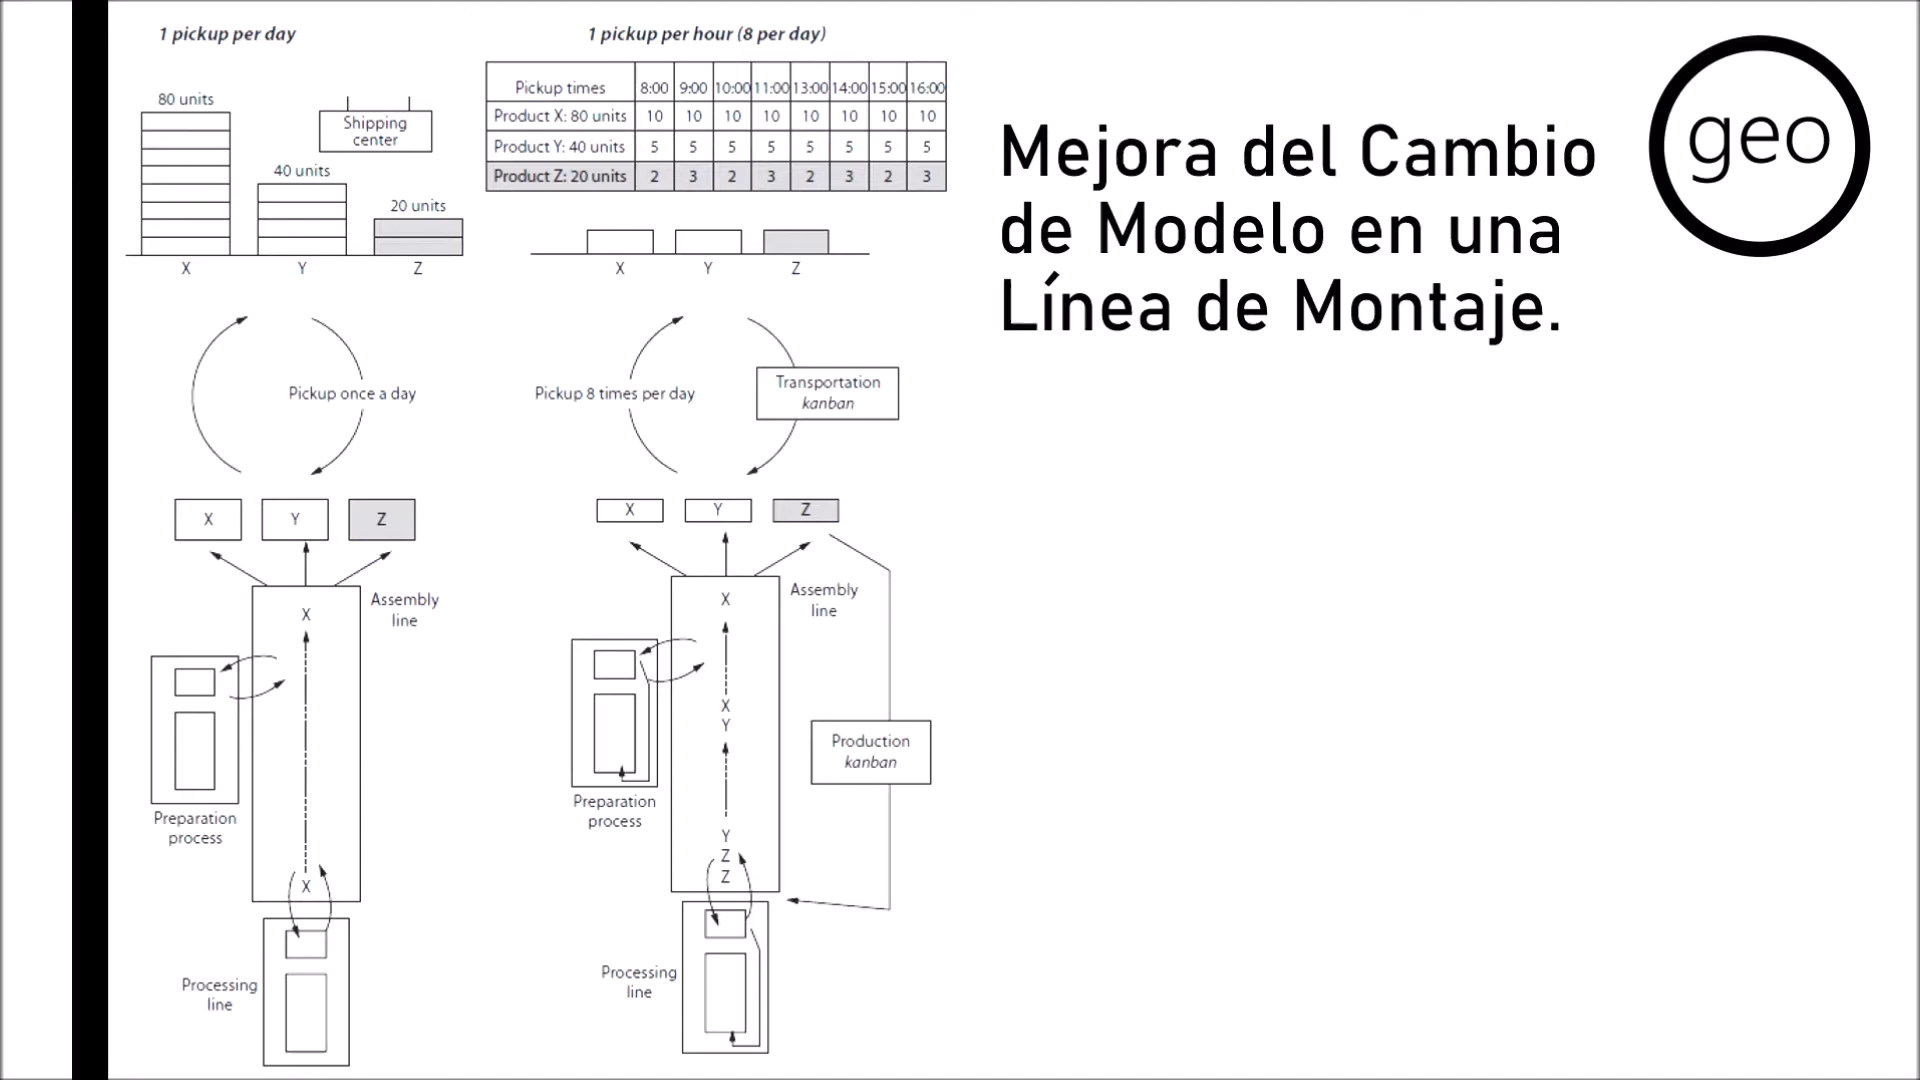 1 pickup per day
80 units
40 units
20 units
Shipping
center
X Y Z
Pickup once a day
X Y Z
X
Assembly
line
Preparation
process
X
Processing
line
1 pickup per hour (8 per day)
Pickup times 8:00 9:00 10:00 11:00 13:00 14:00 15:00 16:00
Product X: 80 units 10 10 10 10 10 10 10 10
Product Y: 40 units 5 5 5 5 5 5 5 5
Product Z: 20 units 2 3 2 3 2 3 2 3
X Y Z
Pickup 8 times per day
Transportation
kanban
X Y Z
X
Assembly
line
X
Y
Production
kanban
Preparation
process
Y
Z
Z
Processing
line
Mejora del Cambio
de Modelo en una
Línea de Montaje.
geo